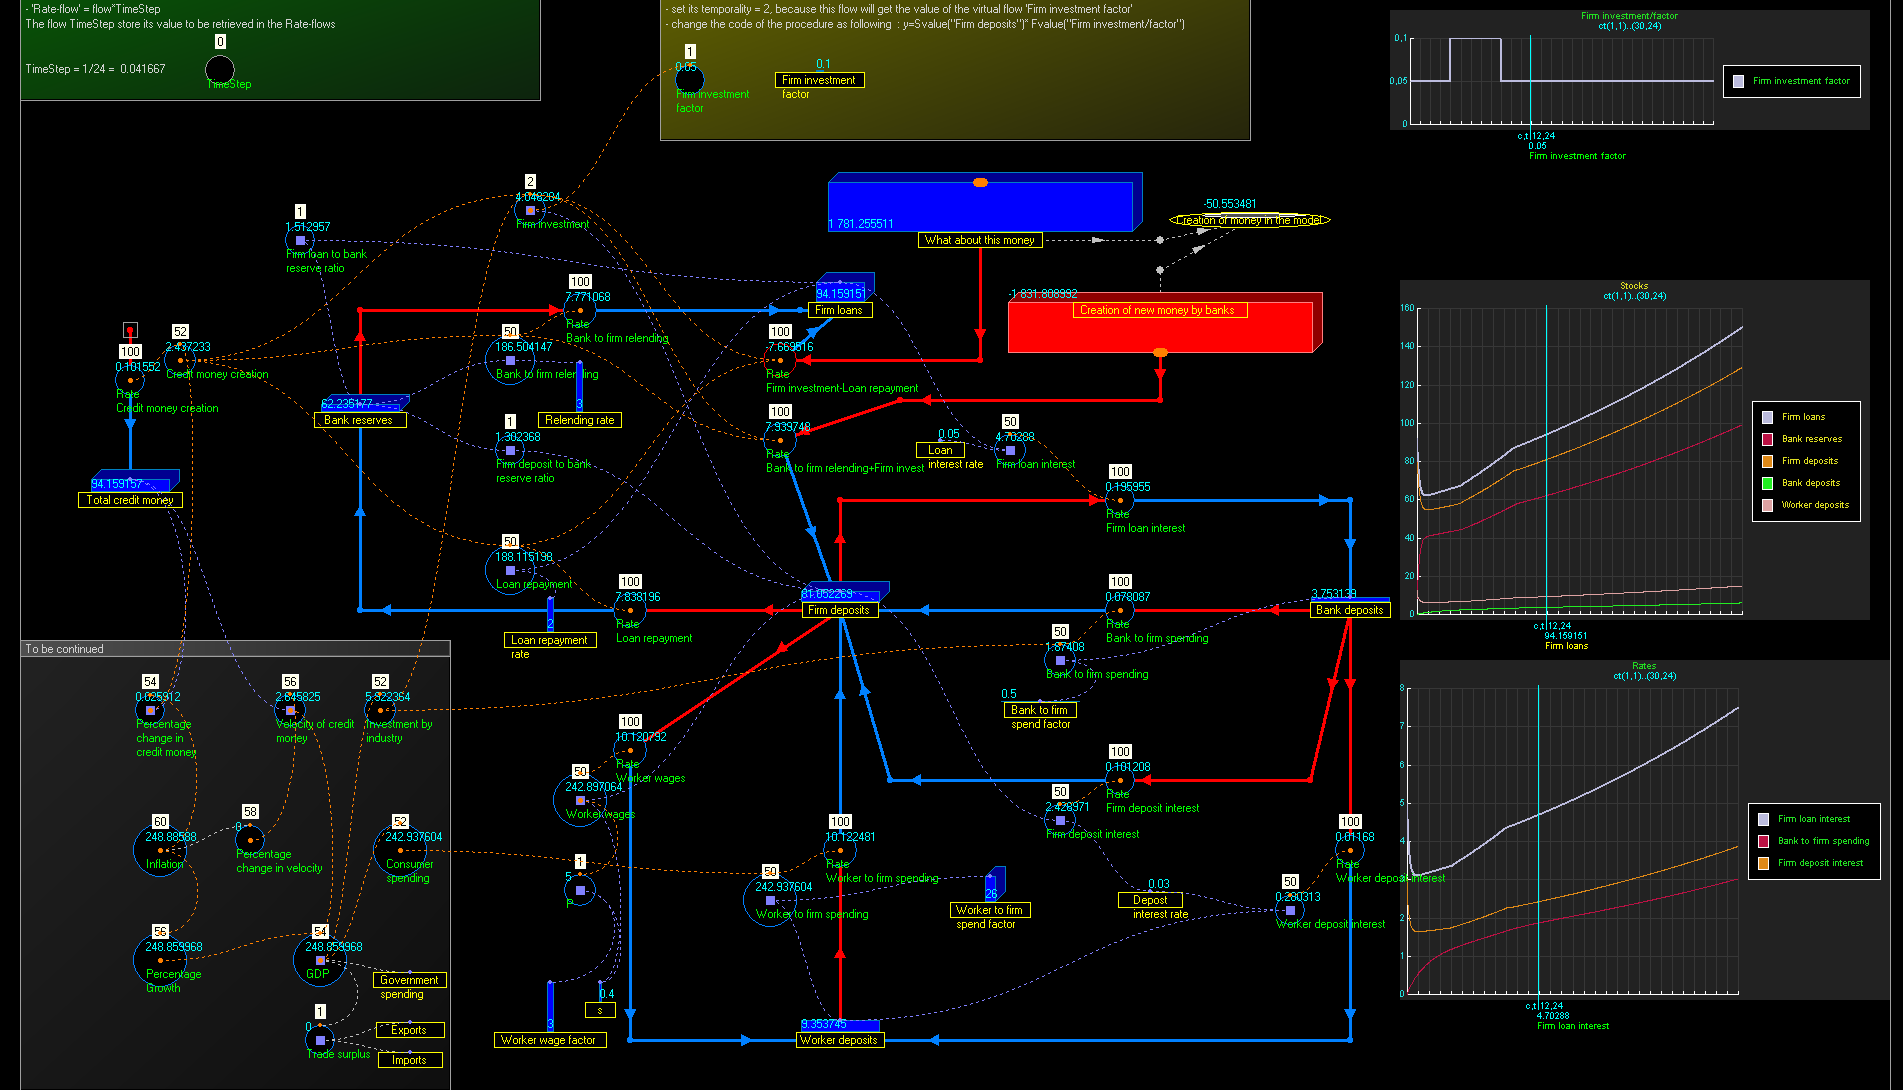 - 'Rate-flow' = flow*TimeStep
The flow TimeStep store its value to be retrieved in the Rate-flows
0
TimeStep = 1/24 = 0.041667
TimeStep
- set its temporality = 2, because this flow will get the value of the virtual flow 'Firm investment factor'
- change the code of the procedure as following : y=Svalue("Firm deposits")* Fvalue("Firm investment/factor")
1
0.05
Firm investment
factor
0.1
Firm investment
factor
Firm investment/factor
ct(1,1)..(30,24)
0,1
0,05
0
Firm investment factor
c,t|12,24
0.05
Firm investment factor
2
4.048204
Firm investment
1
1.512957
Firm loan to bank
reserve ratio
1 781.255511
What about this money
-50.553481
Creation of money in the model
100
7.771068
Rate
Bank to firm relending
94.159151
Firm loans
-1 831.808992
Creation of new money by banks
100
0.101552
Rate
Credit money creation
52
2.437233
Credit money creation
50
186.504147
Bank to firm relending
100
7.669516
Rate
Firm investment-Loan repayment
62.235177
Bank reserves
3
Relending rate
1
1.302368
Firm deposit to bank
reserve ratio
100
7.939748
Rate
Bank to firm relending+Firm invest
0.05
Loan
interest rate
50
4.70288
Firm loan interest
94.159157
Total credit money
100
0.195955
Rate
Firm loan interest
50
188.115198
Loan repayment
2
Loan repayment
rate
100
7.838196
Rate
Loan repayment
81.052269
Firm deposits
100
0.078087
Rate
Bank to firm spending
3.753139
Bank deposits
50
1.87408
Bank to firm spending
0.5
Bank to firm
spend factor
Stocks
ct(1,1)..(30,24)
160
140
120
100
80
60
40
20
0
Firm loans
Bank reserves
Firm deposits
Bank deposits
Worker deposits
c,t|12,24
94.159151
Firm loans
To be continued
54
0.025912
Percentage
change in
credit money
56
2.645825
Velocity of credit
money
52
5.922364
Investment by
industry
100
10.120792
Rate
Worker wages
50
242.897064
Worker wages
100
0.101208
Rate
Firm deposit interest
50
2.428971
Firm deposit interest
60
248.88588
Inflation
58
0
Percentage
change in velocity
52
242.937604
Consumer
spending
1
5
P
100
10.122481
Rate
Worker to firm spending
50
242.937604
Worker to firm spending
26
Worker to firm
spend factor
0.03
Depost
interest rate
100
0.01168
Rate
Worker deposit interest
50
0.280313
Worker deposit interest
56
248.859968
Percentage
Growth
54
248.859968
GDP
Government
spending
1
0
Trade surplus
Exports
Imports
3
Worker wage factor
0.4
s
9.353745
Worker deposits
Rates
ct(1,1)..(30,24)
8
7
6
5
4
3
2
1
0
Firm loan interest
Bank to firm spending
Firm deposit interest
c,t|12,24
4.70288
Firm loan interest